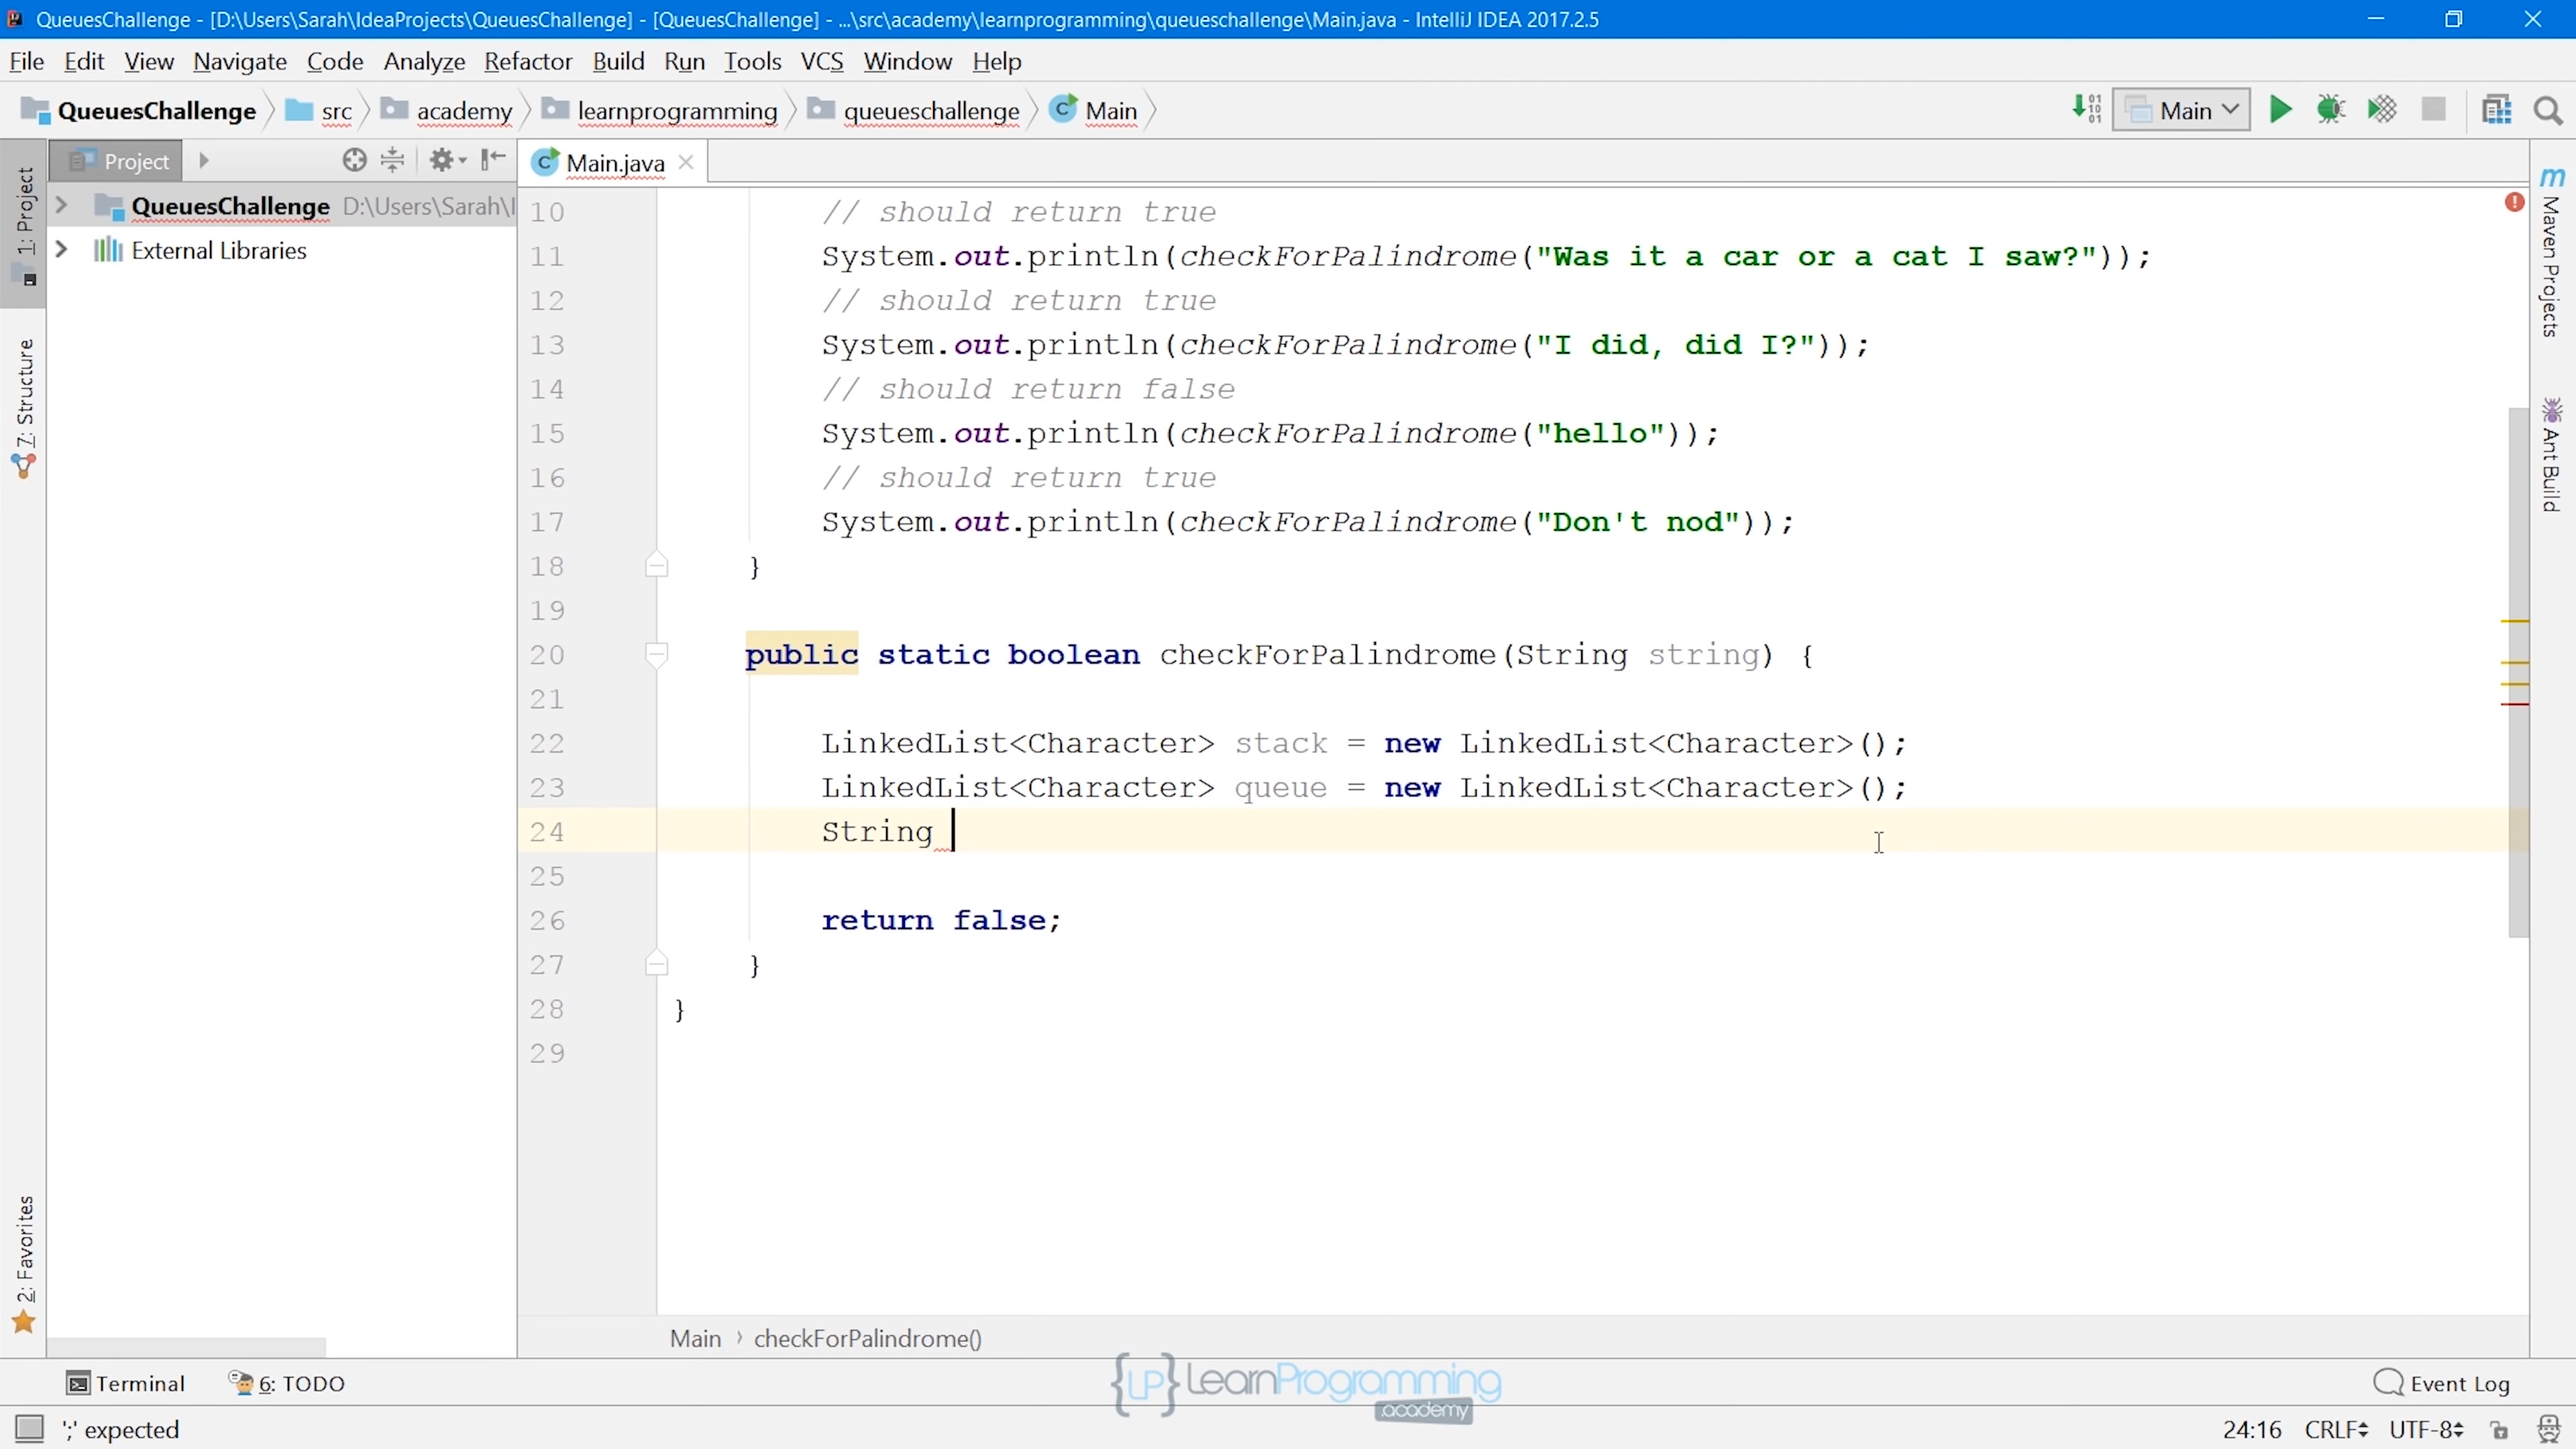 QueuesChallenge - [D:\Users\Sarah\IdeaProjects\QueuesChallenge] - [QueuesChallenge] - ...\src\academy\learnprogramming\queueschallenge\Main.java - IntelliJ IDEA 2017.2.5
File Edit View Navigate Code Analyze Refactor Build Run Tools VCS Window Help
QueuesChallenge src academy learnprogramming queueschallenge Main
Main
Project
Main.java
QueuesChallenge D:\Users\Sarah\I
External Libraries
1: Project
7: Structure
2: Favorites
10 // should return true
11 System.out.println(checkForPalindrome("Was it a car or a cat I saw?"));
12 // should return true
13 System.out.println(checkForPalindrome("I did, did I?"));
14 // should return false
15 System.out.println(checkForPalindrome("hello"));
16 // should return true
17 System.out.println(checkForPalindrome("Don't nod"));
18 }
19
20 public static boolean checkForPalindrome(String string) {
21
22 LinkedList<Character> stack = new LinkedList<Character>();
23 LinkedList<Character> queue = new LinkedList<Character>();
24 String
25
26 return false;
27 }
28 }
29
Maven Projects
Ant Build
Main › checkForPalindrome()
Terminal 6: TODO
{LP} LearnProgramming
.academy
Event Log
';' expected
24:16 CRLF UTF-8